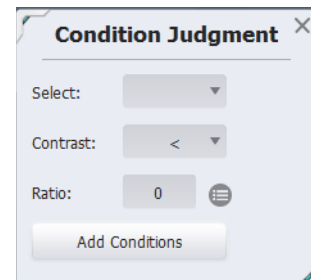 Condition Judgment
Select:
Contrast: <
Ratio: 0
Add Conditions